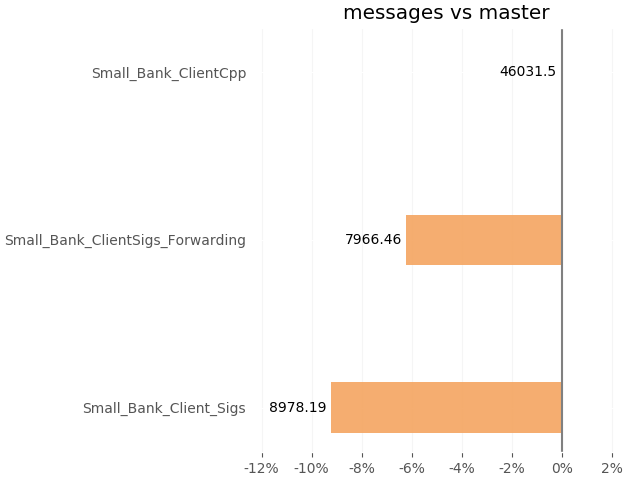 messages vs master
Small_Bank_ClientCpp
46031.5
Small_Bank_ClientSigs_Forwarding
7966.46
Small_Bank_Client_Sigs
8978.19
-12% -10% -8% -6% -4% -2% 0% 2%